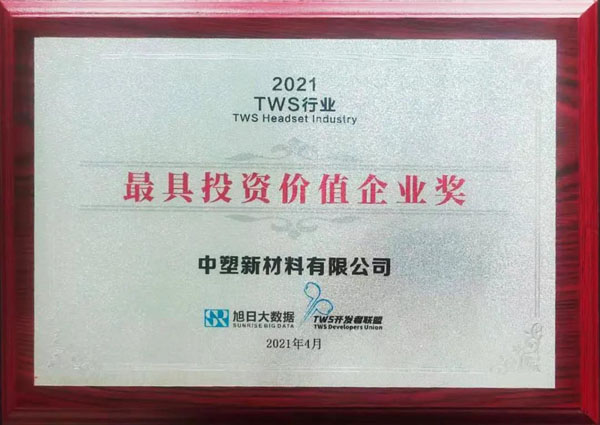 2021
TWS行业
TWS Headset Industry
最具投资价值企业奖
中塑新材料有限公司
SR 旭日大数据 TWS开发者联盟
SUNRISE BIG DATA TWS Developers Union
2021年4月